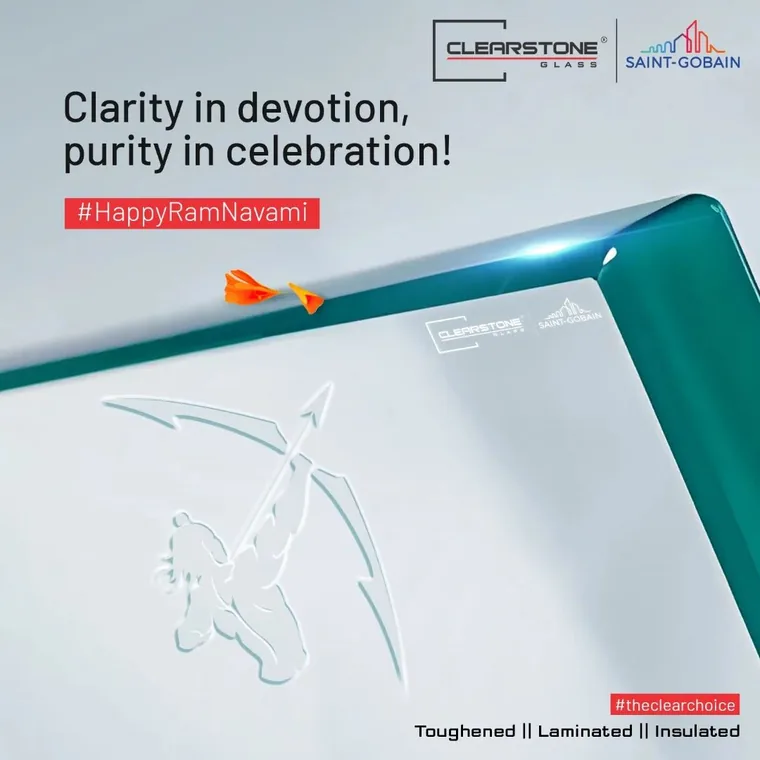 CLEARSTONE®
GLASS
SAINT-GOBAIN
Clarity in devotion,
purity in celebration!
#HappyRamNavami
CLEARSTONE
GLASS
SAINT-GOBAIN
#theclearchoice
Toughened || Laminated || Insulated